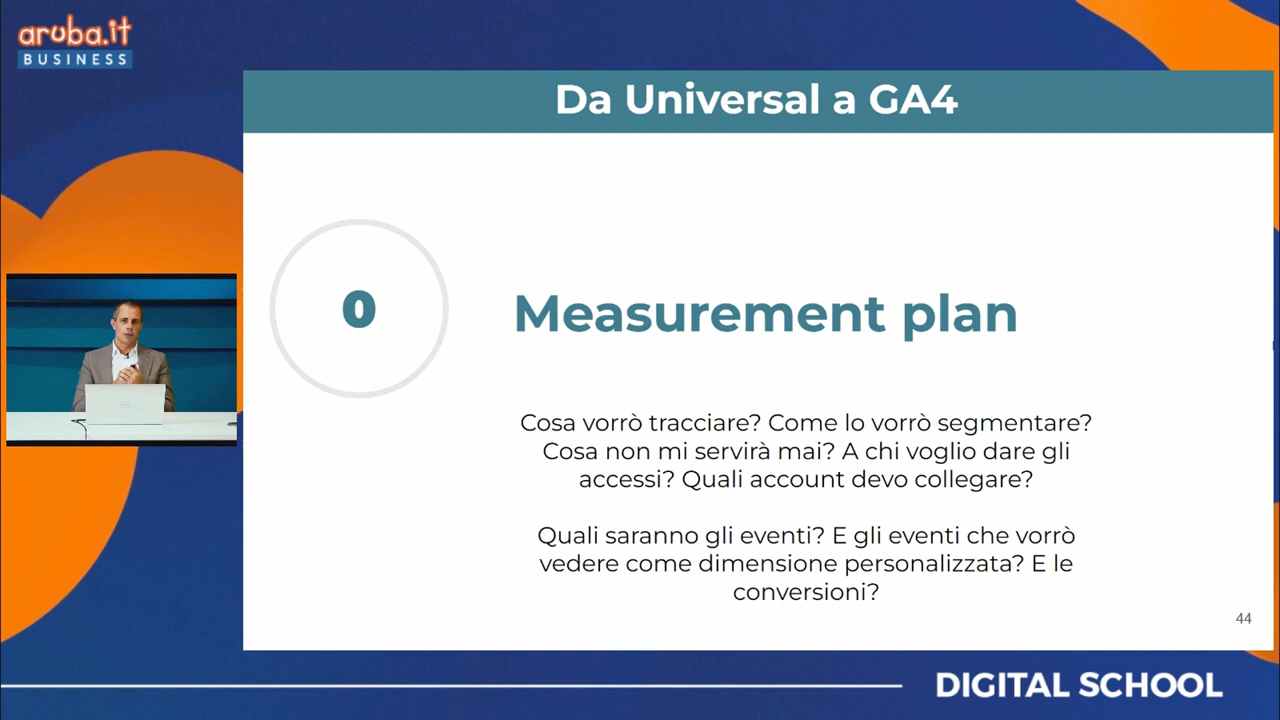 aruba.it
BUSINESS
Da Universal a GA4
0
Measurement plan
Cosa vorrò tracciare? Come lo vorrò segmentare?
Cosa non mi servirà mai? A chi voglio dare gli
accessi? Quali account devo collegare?
Quali saranno gli eventi? E gli eventi che vorrò
vedere come dimensione personalizzata? E le
conversioni?
44
DIGITAL SCHOOL